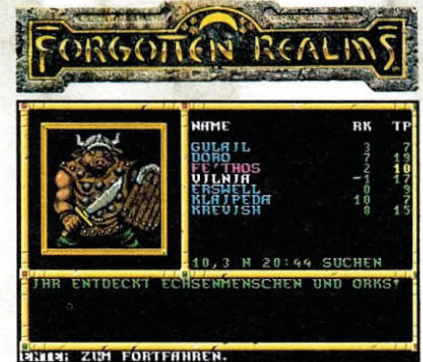 FORGOTTEN REALMS
NAME RK TP
GULAIL 3 7
DORO 7 19
FE'THOS 2 10
VILNIA -1 17
ERSWELL 0 9
KLAIPEDA 10 7
KREVISH 8 15
10,3 N 20:44 SUCHEN
IHR ENTDECKT ECHSENMENSCHEN UND ORKS!
ENTER ZUM FORTFAHREN.